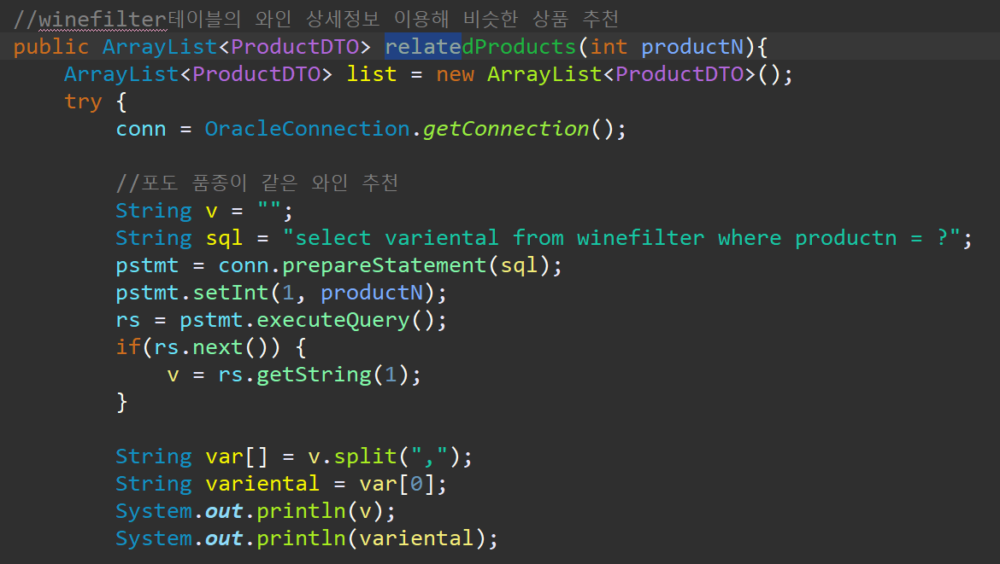 //winefilter테이블의 와인 상세정보 이용해 비슷한 상품 추천
public ArrayList<ProductDTO> relatedProducts(int productN){
ArrayList<ProductDTO> list = new ArrayList<ProductDTO>();
try {
conn = OracleConnection.getConnection();
//포도 품종이 같은 와인 추천
String v = "";
String sql = "select variental from winefilter where productn = ?";
pstmt = conn.prepareStatement(sql);
pstmt.setInt(1, productN);
rs = pstmt.executeQuery();
if(rs.next()) {
v = rs.getString(1);
}
String var[] = v.split(",");
String variental = var[0];
System.out.println(v);
System.out.println(variental);